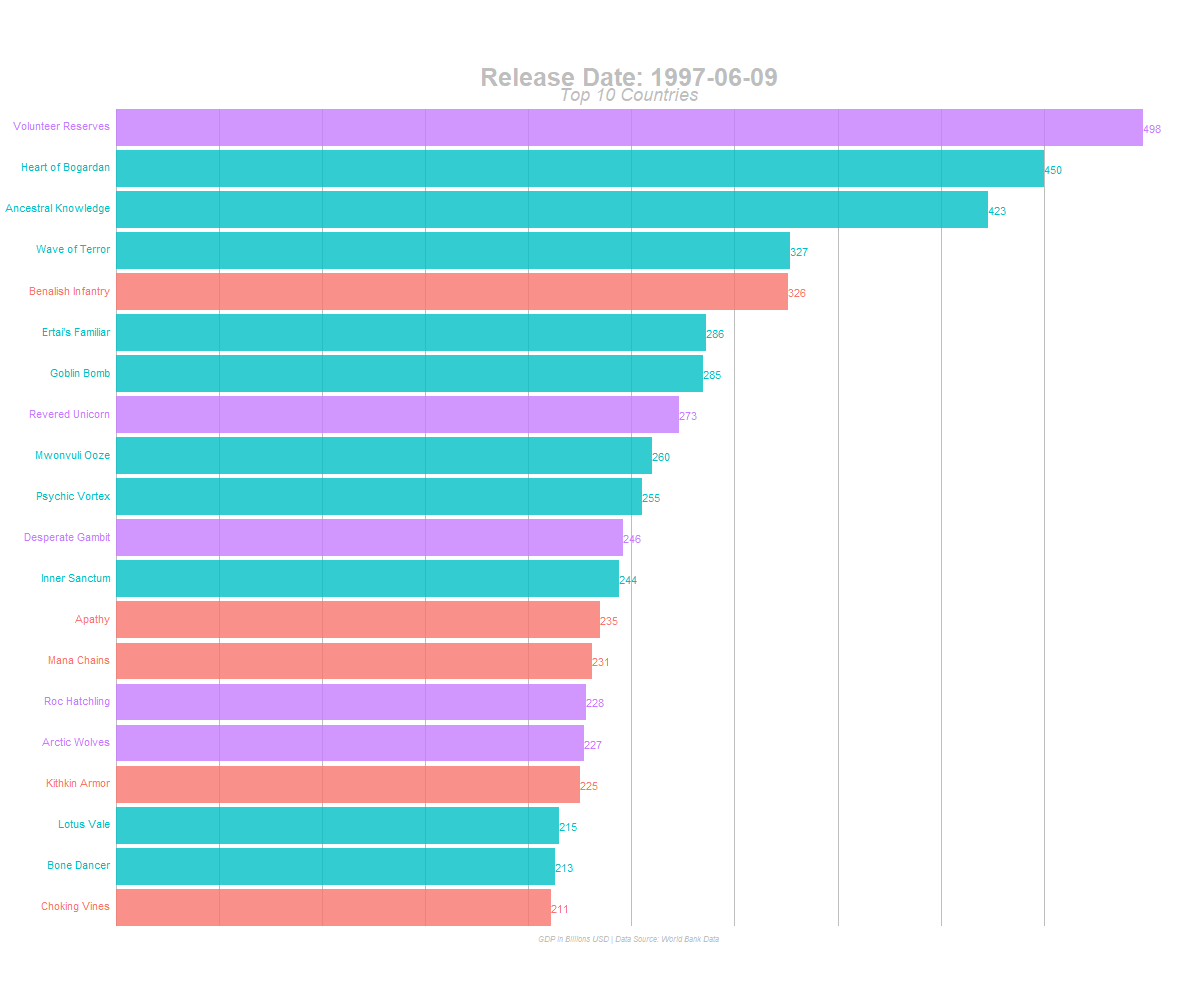 Release Date: 1997-06-09
Top 10 Countries
Volunteer Reserves 498
Heart of Bogardan 450
Ancestral Knowledge 423
Wave of Terror 327
Benalish Infantry 326
Ertai's Familiar 286
Goblin Bomb 285
Revered Unicorn 273
Mwonvuli Ooze 260
Psychic Vortex 255
Desperate Gambit 246
Inner Sanctum 244
Apathy 235
Mana Chains 231
Roc Hatchling 228
Arctic Wolves 227
Kithkin Armor 225
Lotus Vale 215
Bone Dancer 213
Choking Vines 211
GDP in Billions USD | Data Source: World Bank Data